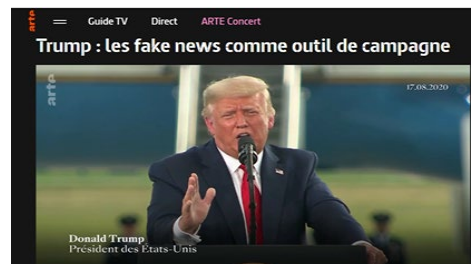 arte
Guide TV Direct ARTE Concert
Trump : les fake news comme outil de campagne
arte
17.08.2020
Donald Trump
Président des États-Unis